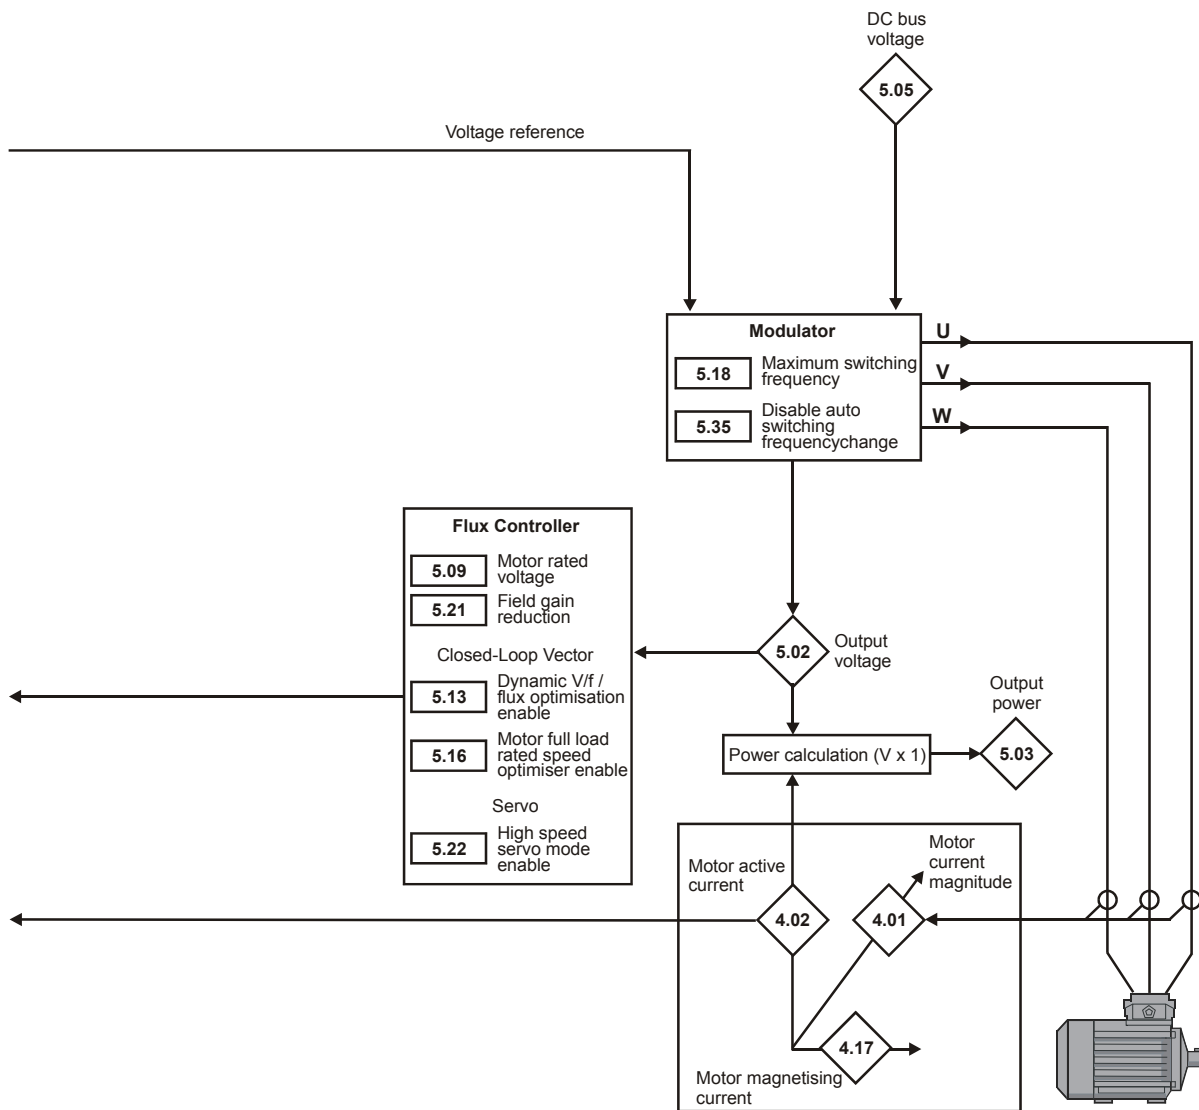 DC bus
voltage
5.05
Voltage reference
Modulator
5.18
Maximum switching
frequency
5.35
Disable auto
switching
frequencychange
U
V
W
Flux Controller
5.09
Motor rated
voltage
5.21
Field gain
reduction
Closed-Loop Vector
5.13
Dynamic V/f /
flux optimisation
enable
5.16
Motor full load
rated speed
optimiser enable
Servo
5.22
High speed
servo mode
enable
5.02
Output
voltage
Output
power
Power calculation (V x 1)
5.03
Motor active
current
Motor
current
magnitude
4.02
4.01
4.17
Motor magnetising
current